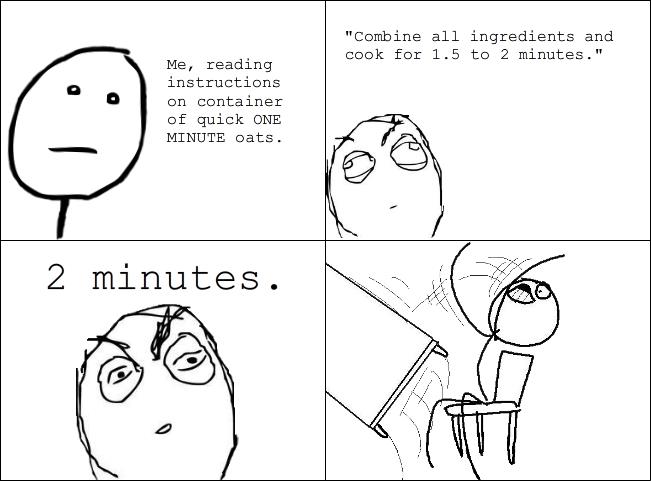 Me, reading
instructions
on container
of quick ONE
MINUTE oats.
"Combine all ingredients and
cook for 1.5 to 2 minutes."
2 minutes.